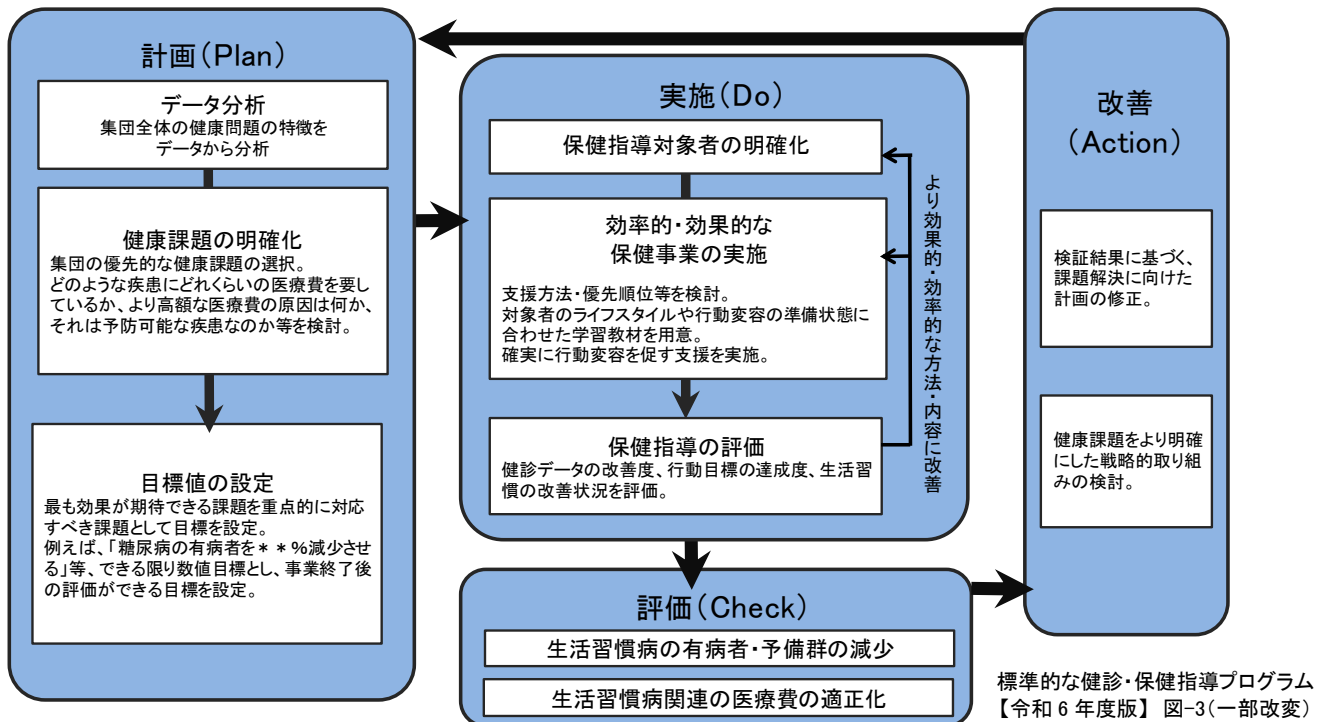 計画(Plan)
データ分析
集団全体の健康問題の特徴を
データから分析
健康課題の明確化
集団の優先的な健康課題の選択。
どのような疾患にどれくらいの医療費を要し
ているか、より高額な医療費の原因は何か、
それは予防可能な疾患なのか等を検討。
目標値の設定
最も効果が期待できる課題を重点的に対応
すべき課題として目標を設定。
例えば、「糖尿病の有病者を**%減少させ
る」等、できる限り数値目標とし、事業終了後
の評価ができる目標を設定。
実施(Do)
保健指導対象者の明確化
効率的・効果的な
保健事業の実施
支援方法・優先順位等を検討。
対象者のライフスタイルや行動変容の準備状態に
合わせた学習教材を用意。
確実に行動変容を促す支援を実施。
保健指導の評価
健診データの改善度、行動目標の達成度、生活習
慣の改善状況を評価。
より効果的・効率的な方法・内容に改善
評価(Check)
生活習慣病の有病者・予備群の減少
生活習慣病関連の医療費の適正化
改善
(Action)
検証結果に基づく、
課題解決に向けた
計画の修正。
健康課題をより明確
にした戦略的取り組
みの検討。
標準的な健診・保健指導プログラム
【令和6年度版】 図-3(一部改変)